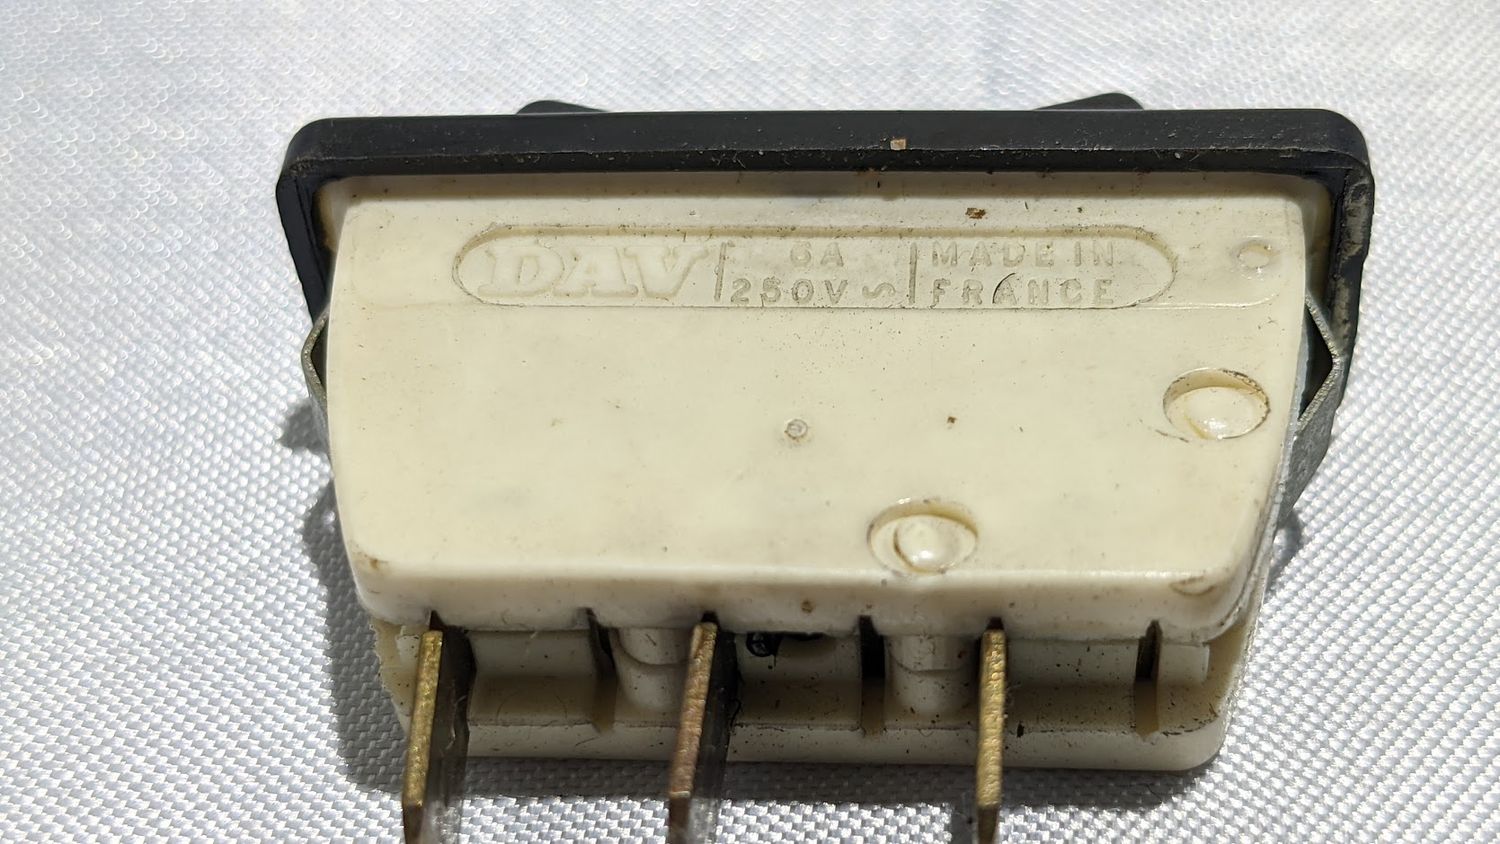 DAV
6A
250V ~
MADE IN
FRANCE